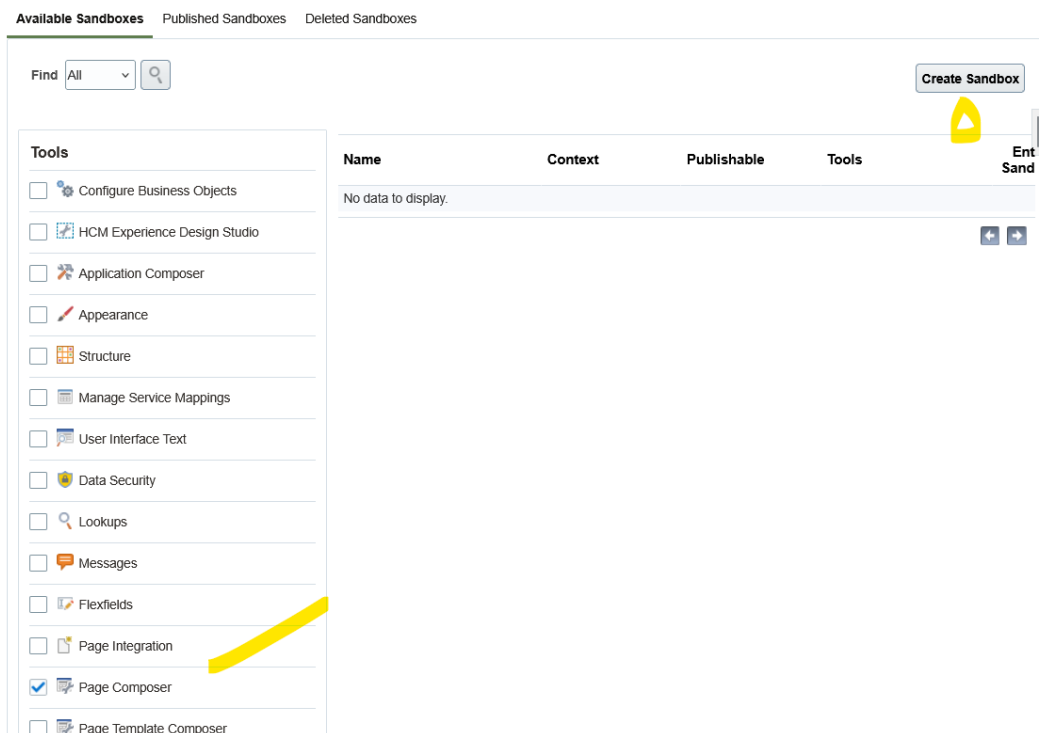 Available Sandboxes Published Sandboxes Deleted Sandboxes
Find All
Create Sandbox
Tools
Configure Business Objects
HCM Experience Design Studio
Application Composer
Appearance
Structure
Manage Service Mappings
User Interface Text
Data Security
Lookups
Messages
Flexfields
Page Integration
Page Composer
Page Template Composer
Name Context Publishable Tools Ent
Sand
No data to display.